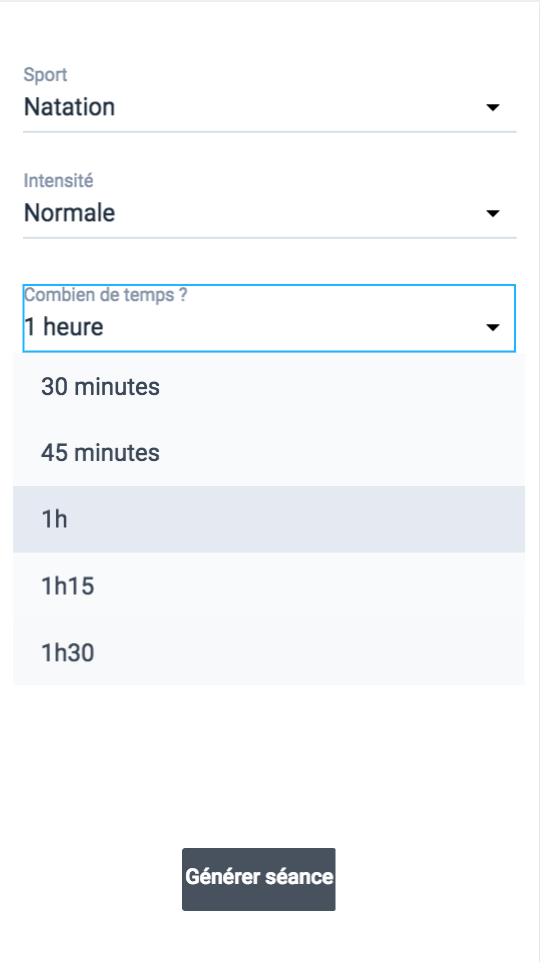 Sport
Natation
Intensité
Normale
Combien de temps ?
1 heure
30 minutes
45 minutes
1h
1h15
1h30
Générer séance